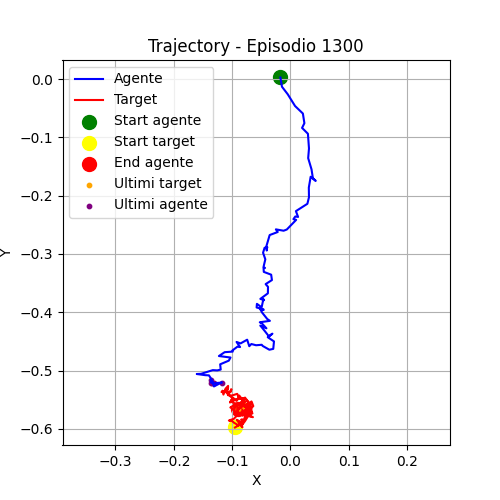 Trajectory - Episodio 1300
Agente
Target
Start agente
Start target
End agente
Ultimi target
Ultimi agente
0.0
−0.1
−0.2
−0.3
−0.4
−0.5
−0.6
Y
−0.3
−0.2
−0.1
0.0
0.1
0.2
X